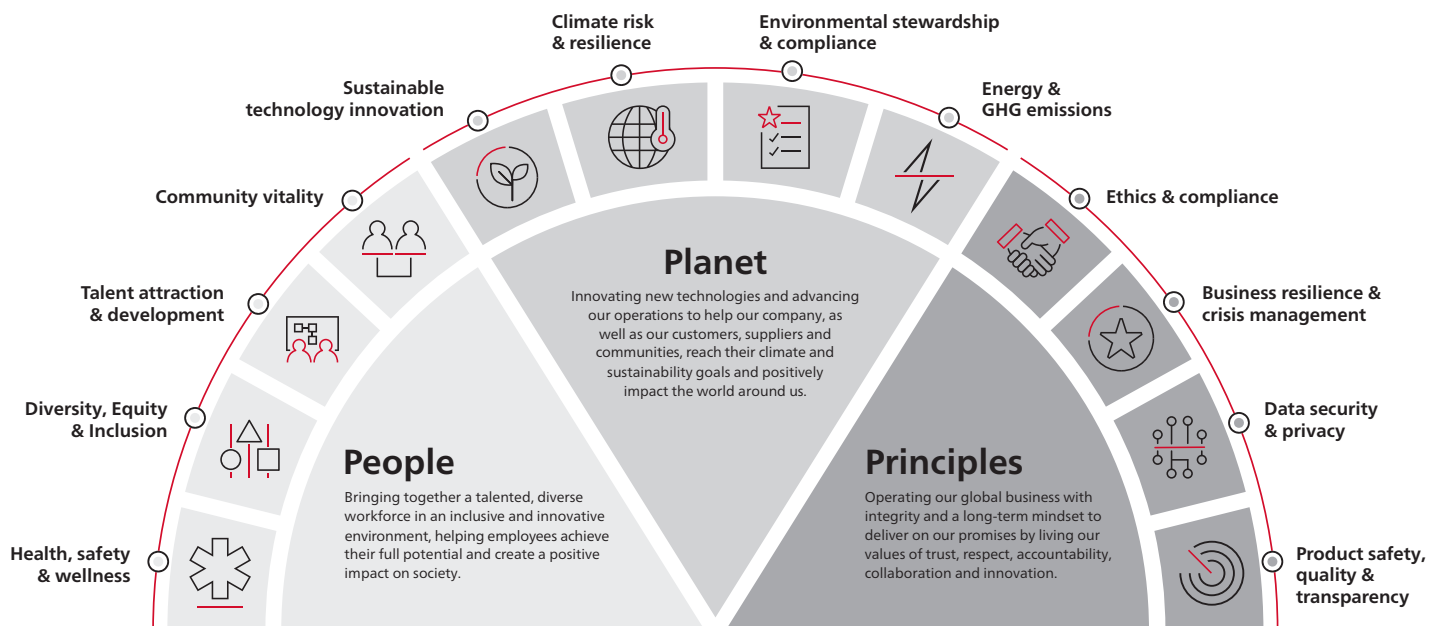 Climate risk
& resilience
Environmental stewardship
& compliance
Sustainable
technology innovation
Energy &
GHG emissions
Community vitality
Ethics & compliance
Talent attraction
& development
Business resilience &
crisis management
Diversity, Equity
& Inclusion
Data security
& privacy
Health, safety
& wellness
Product safety,
quality &
transparency
Planet
Innovating new technologies and advancing
our operations to help our company, as
well as our customers, suppliers and
communities, reach their climate and
sustainability goals and positively
impact the world around us.
People
Bringing together a talented, diverse
workforce in an inclusive and innovative
environment, helping employees achieve
their full potential and create a positive
impact on society.
Principles
Operating our global business with
integrity and a long-term mindset to
deliver on our promises by living our
values of trust, respect, accountability,
collaboration and innovation.